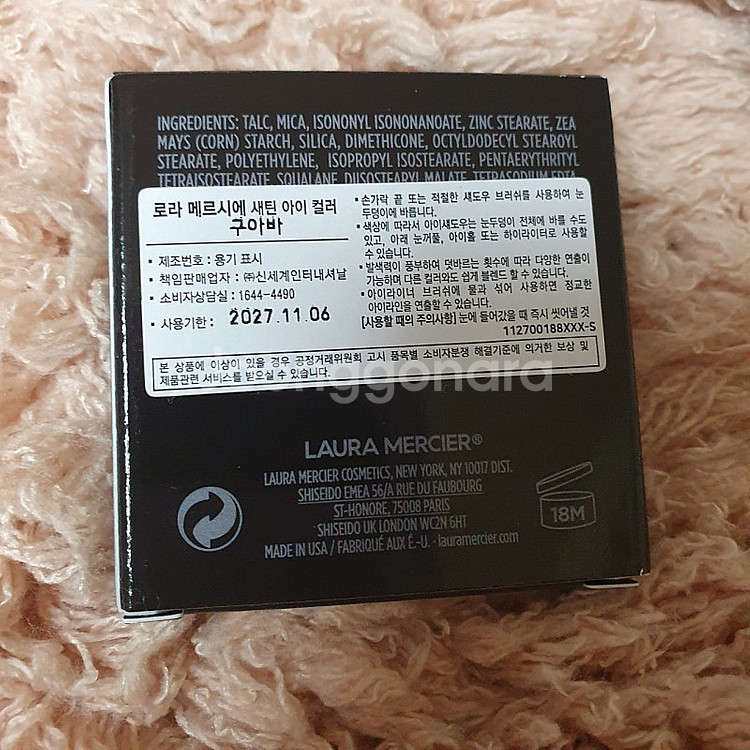 INGREDIENTS: TALC, MICA, ISONONYL ISONONANOATE, ZINC STEARATE, ZEA
MAYS (CORN) STARCH, SILICA, DIMETHICONE, OCTYLDODECYL STEAROYL
STEARATE, POLYETHYLENE, ISOPROPYL ISOSTEARATE, PENTAERYTHRITYL
TETRAISOSTEARATE, SQUALANE, DIISOSTEARYL MALATE, TETRASODIUM EDTA
로라 메르시에 새틴 아이 컬러
구아바
• 제조번호 : 용기 표시
• 책임판매업자 : ㈜신세계인터내셔날
• 소비자상담실 : 1644-4490
• 사용기한 : 2027.11.06
• 손가락 끝 또는 적절한 섀도우 브러쉬를 사용하여 눈
두덩이에 바릅니다.
• 색상에 따라서 아이섀도우는 눈두덩이 전체에 바를 수도
있고, 아래 눈꺼풀, 아이홀 또는 하이라이터로 사용할
수 있습니다.
• 발색력이 풍부하여 덧바르는 횟수에 따라 다양한 연출이
가능하며 다른 컬러와도 쉽게 블렌드 할 수 있습니다.
• 아이라이너 브러쉬에 물과 섞어 사용하면 정교한
아이라인을 연출할 수 있습니다.
[사용할 때의 주의사항] 눈에 들어갔을 때 즉시 씻어낼 것
112700188XXX-S
본 상품에 이상이 있을 경우 공정거래위원회 고시 품목별 소비자분쟁 해결기준에 의거한 보상 및
제품관련 서비스를 받으실 수 있습니다.
joonggonara
LAURA MERCIER®
LAURA MERCIER COSMETICS, NEW YORK, NY 10017 DIST.
SHISEIDO EMEA 56/A RUE DU FAUBOURG
ST-HONORE, 75008 PARIS
SHISEIDO UK LONDON WC2N 6HT
MADE IN USA / FABRIQUÉ AUX É.-U. · lauramercier.com
18M